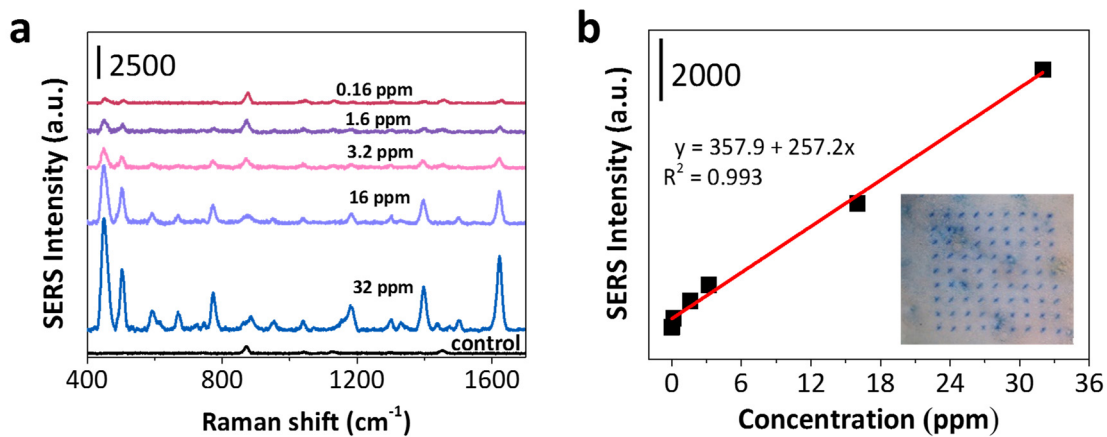 a
2500
0.16 ppm
1.6 ppm
3.2 ppm
16 ppm
32 ppm
control
SERS Intensity (a.u.)
400 800 1200 1600
Raman shift (cm⁻¹)
b
2000
y = 357.9 + 257.2x
R² = 0.993
SERS Intensity (a.u.)
0 6 12 18 24 30 36
Concentration (ppm)